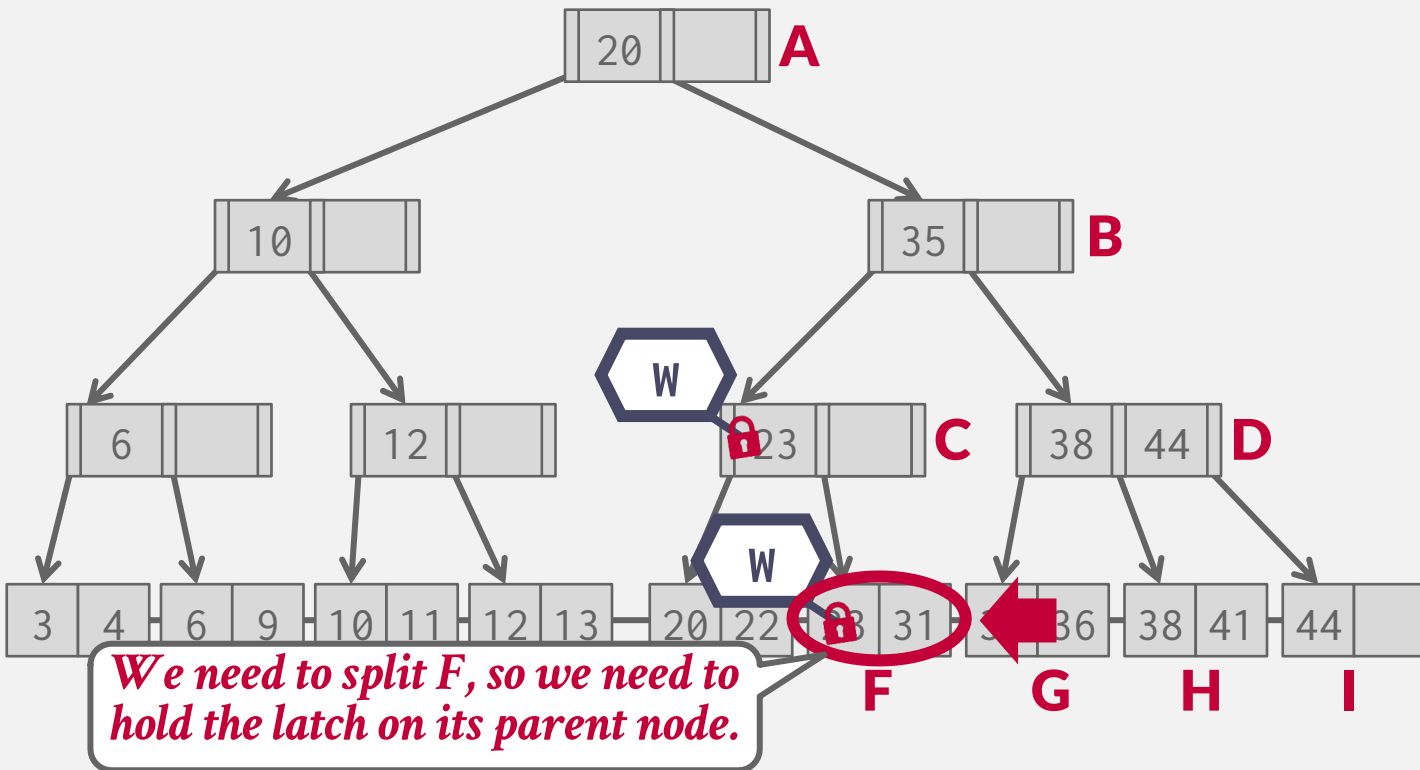 20 A
10 35 B
W
6 12 23 C 38 44 D
W
3 4 6 9 10 11 12 13 20 22 31 36 38 41 44
We need to split F, so we need to
hold the latch on its parent node.
F G H I